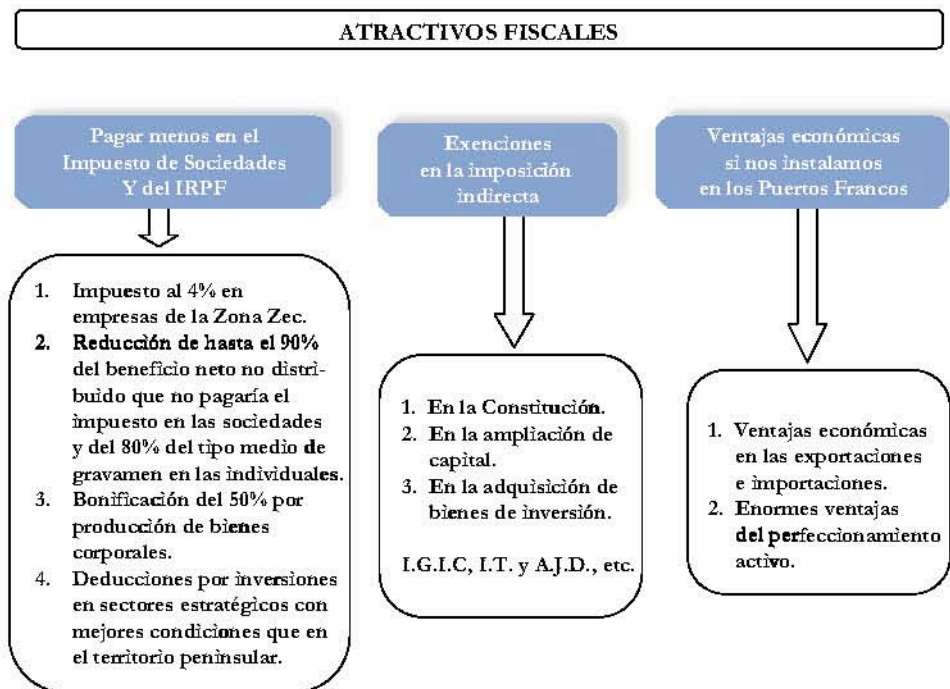 ATRACTIVOS FISCALES
Pagar menos en el
Impuesto de Sociedades
Y del IRPF
1. Impuesto al 4% en
empresas de la Zona Zec.
2. Reducción de hasta el 90%
del beneficio neto no distri-
buido que no pagaría el
impuesto en las sociedades
y del 80% del tipo medio de
gravamen en las individuales.
3. Bonificación del 50% por
producción de bienes
corporales.
4. Deducciones por inversiones
en sectores estratégicos con
mejores condiciones que en
el territorio peninsular.
Exenciones
en la imposición
indirecta
1. En la Constitución.
2. En la ampliación de
capital.
3. En la adquisición de
bienes de inversión.
I.G.I.C, I.T. y A.J.D., etc.
Ventajas económicas
si nos instalamos
en los Puertos Francos
1. Ventajas económicas
en las exportaciones
e importaciones.
2. Enormes ventajas
del perfeccionamiento
activo.